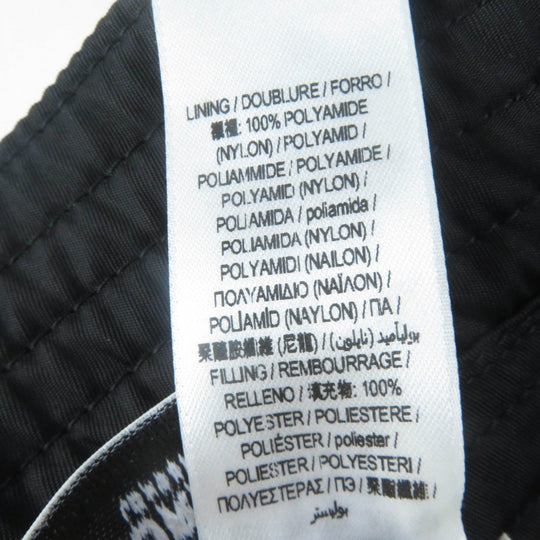 LINING / DOUBLURE / FORRO /
襯裡: 100% POLYAMIDE
(NYLON) / POLYAMID /
POLIAMMIDE / POLYAMIDE /
POLYAMID (NYLON) /
POLIAMIDA / poliamida /
POLIAMIDA (NYLON) /
POLYAMIDI (NAILON) /
ΠΟΛΥΑΜΙΔΙΟ (ΝΑΪΛΟΝ) /
POLİAMİD (NAYLON) / ПА /
聚醯胺纖維 (尼龍) / بوليأميد (نايلون) /
FILLING / REMBOURRAGE /
RELLENO / 填充物: 100%
POLYESTER / POLIESTERE /
POLIÉSTER / poliester /
POLYESTER / POLYESTERI /
ΠΟΛΥΕΣΤΕΡΑΣ / ПЭ / 聚酯纖維 /
بوليستر